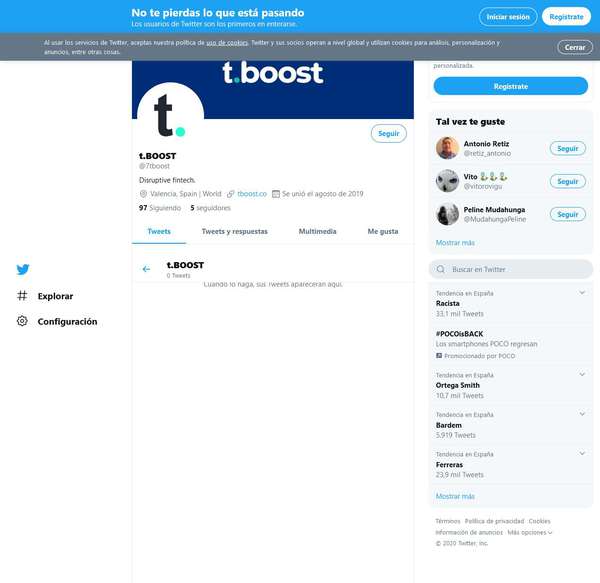 No te pierdas lo que está pasando
Los usuarios de Twitter son los primeros en enterarse.
Iniciar sesión
Regístrate
Al usar los servicios de Twitter, aceptas nuestra política de uso de cookies. Twitter y sus socios operan a nivel global y utilizan cookies para análisis, personalización y
anuncios, entre otras cosas.
Cerrar
t.boost
t.
Seguir
t.BOOST
@7tboost
Disruptive fintech.
Valencia, Spain | World
tboost.co
Se unió el agosto de 2019
97 Siguiendo
5 seguidores
Tweets
Tweets y respuestas
Multimedia
Me gusta
t.BOOST
0 Tweets
Cuando lo haga, sus Tweets aparecerán aquí.
Explorar
Configuración
personalizada.
Regístrate
Tal vez te guste
Antonio Retiz
@retiz_antonio
Seguir
Vito
@vitorovigu
Seguir
Peline Mudahunga
@MudahungaPeline
Seguir
Mostrar más
Buscar en Twitter
Tendencia en España
Racista
33,1 mil Tweets
#POCOisBACK
Los smartphones POCO regresan
Promocionado por POCO
Tendencia en España
Ortega Smith
10,7 mil Tweets
Tendencia en España
Bardem
5.919 Tweets
Tendencia en España
Ferreras
23,9 mil Tweets
Mostrar más
Términos
Política de privacidad
Cookies
Información de anuncios
Más opciones
© 2020 Twitter, Inc.